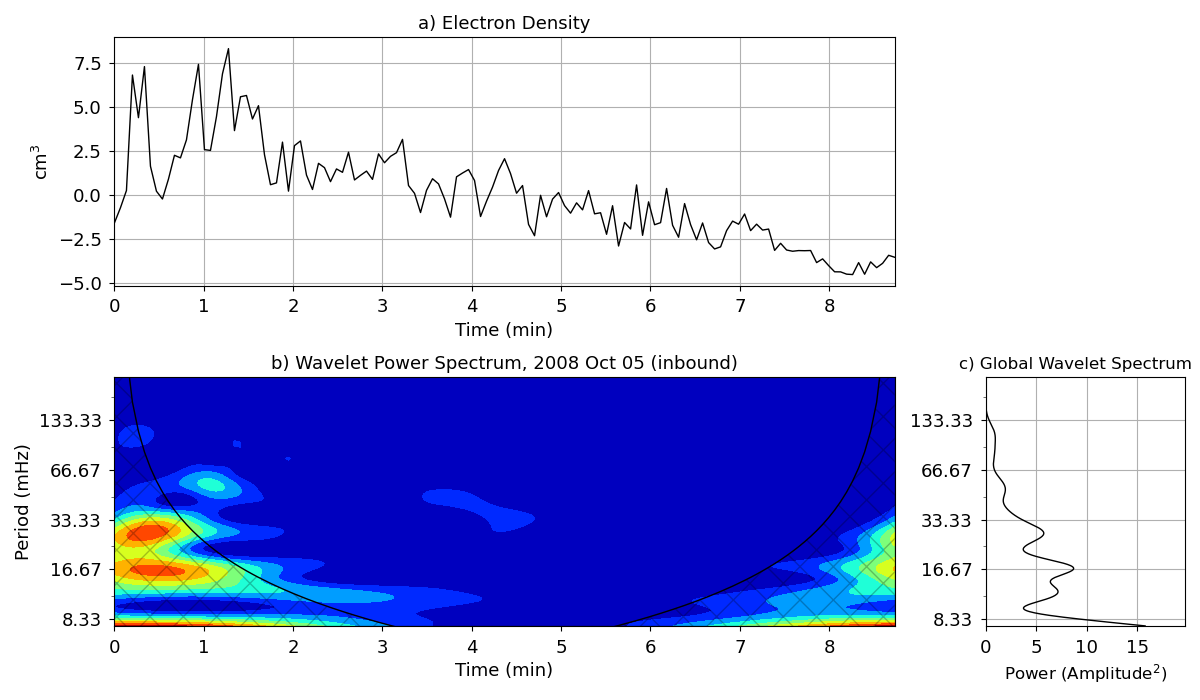 a) Electron Density
7.5
5.0
2.5
0.0
−2.5
−5.0
cm³
0 1 2 3 4 5 6 7 8
Time (min)
b) Wavelet Power Spectrum, 2008 Oct 05 (inbound)
133.33
66.67
33.33
16.67
8.33
Period (mHz)
0 1 2 3 4 5 6 7 8
Time (min)
c) Global Wavelet Spectrum
133.33
66.67
33.33
16.67
8.33
0 5 10 15
Power (Amplitude²)